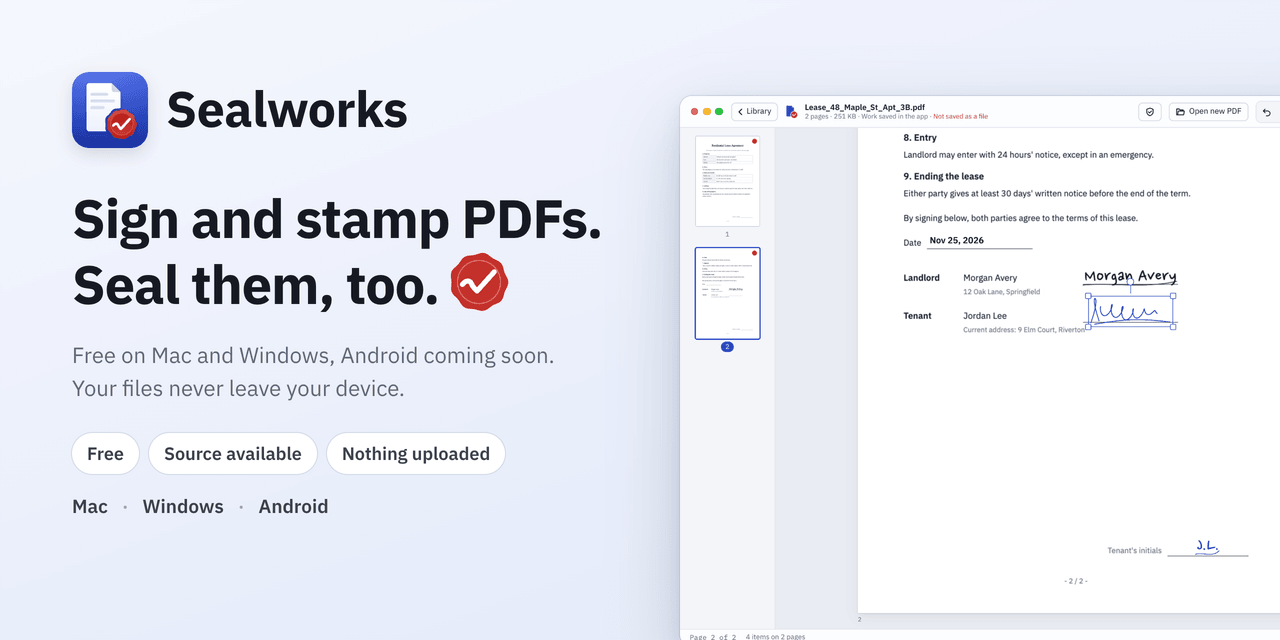 Sealworks
Sign and stamp PDFs.
Seal them, too.
Free on Mac and Windows, Android coming soon.
Your files never leave your device.
Free
Source available
Nothing uploaded
Mac · Windows · Android
Library
Lease_48_Maple_St_Apt_3B.pdf
2 pages · 251 KB · Work saved in the app · Not saved as a file
Open new PDF
1
2
8. Entry
Landlord may enter with 24 hours' notice, except in an emergency.
9. Ending the lease
Either party gives at least 30 days' written notice before the end of the term.
By signing below, both parties agree to the terms of this lease.
Date Nov 25, 2026
Landlord Morgan Avery Morgan Avery
12 Oak Lane, Springfield
Tenant Jordan Lee
Current address: 9 Elm Court, Riverton
Tenant's initials J.L.
- 2 / 2 -
2
Page 2 of 2 4 items on 2 pages